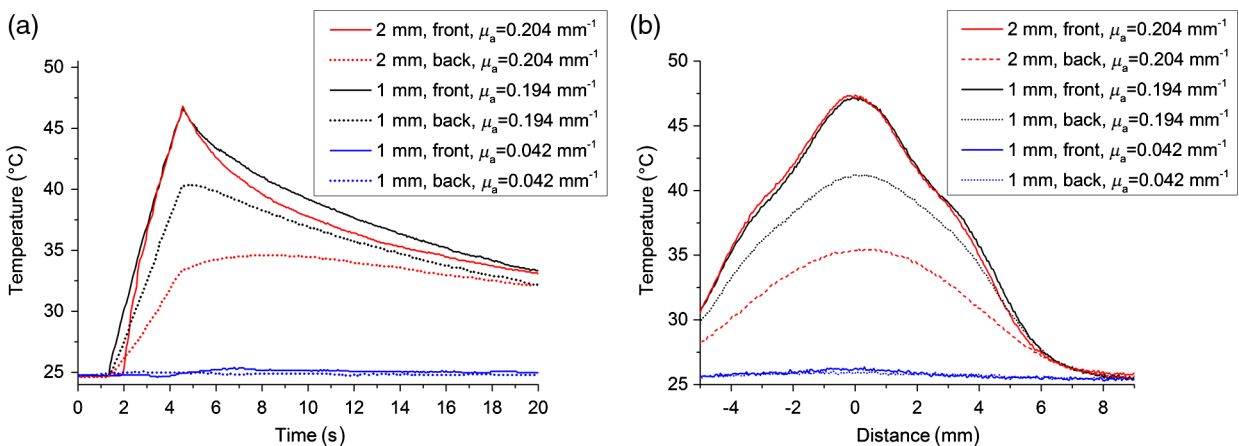 (a)
2 mm, front, μa=0.204 mm-1
2 mm, back, μa=0.204 mm-1
1 mm, front, μa=0.194 mm-1
1 mm, back, μa=0.194 mm-1
1 mm, front, μa=0.042 mm-1
1 mm, back, μa=0.042 mm-1
Temperature (°C)
50
45
40
35
30
25
0 2 4 6 8 10 12 14 16 18 20
Time (s)
(b)
2 mm, front, μa=0.204 mm-1
2 mm, back, μa=0.204 mm-1
1 mm, front, μa=0.194 mm-1
1 mm, back, μa=0.194 mm-1
1 mm, front, μa=0.042 mm-1
1 mm, back, μa=0.042 mm-1
Temperature (°C)
50
45
40
35
30
25
-4 -2 0 2 4 6 8
Distance (mm)